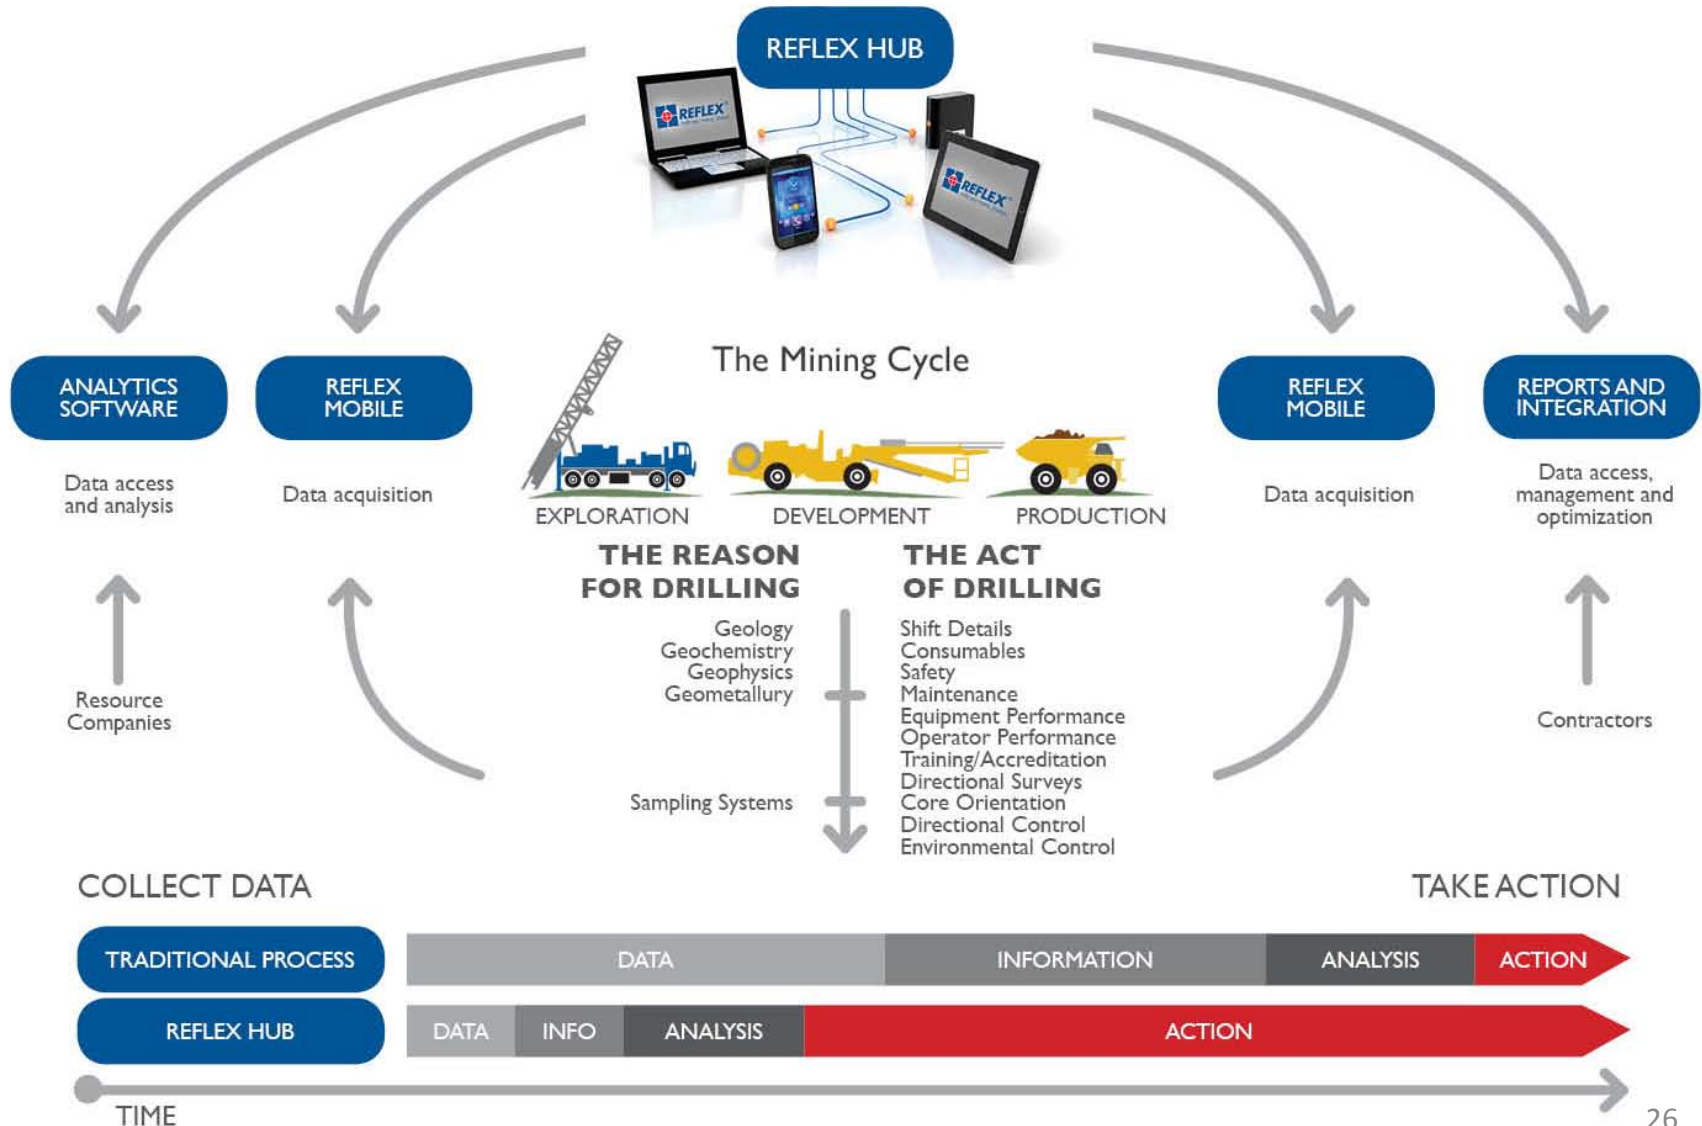 REFLEX HUB
REFLEX
REFLEX
The Mining Cycle
ANALYTICS
SOFTWARE
Data access
and analysis
Resource
Companies
REFLEX
MOBILE
Data acquisition
EXPLORATION
DEVELOPMENT
PRODUCTION
THE REASON
FOR DRILLING
Geology
Geochemistry
Geophysics
Geometallury
Sampling Systems
THE ACT
OF DRILLING
Shift Details
Consumables
Safety
Maintenance
Equipment Performance
Operator Performance
Training/Accreditation
Directional Surveys
Core Orientation
Directional Control
Environmental Control
REFLEX
MOBILE
Data acquisition
REPORTS AND
INTEGRATION
Data access,
management and
optimization
Contractors
COLLECT DATA
TAKE ACTION
TRADITIONAL PROCESS
DATA
INFORMATION
ANALYSIS
ACTION
REFLEX HUB
DATA
INFO
ANALYSIS
ACTION
TIME
26